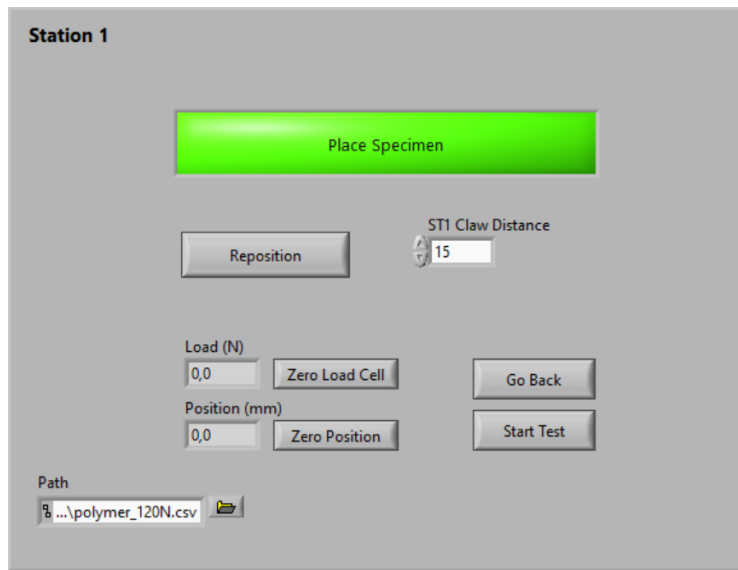 Station 1
Place Specimen
ST1 Claw Distance
Reposition
15
Load (N)
0,0
Zero Load Cell
Go Back
Position (mm)
0,0
Zero Position
Start Test
Path
...\polymer_120N.csv